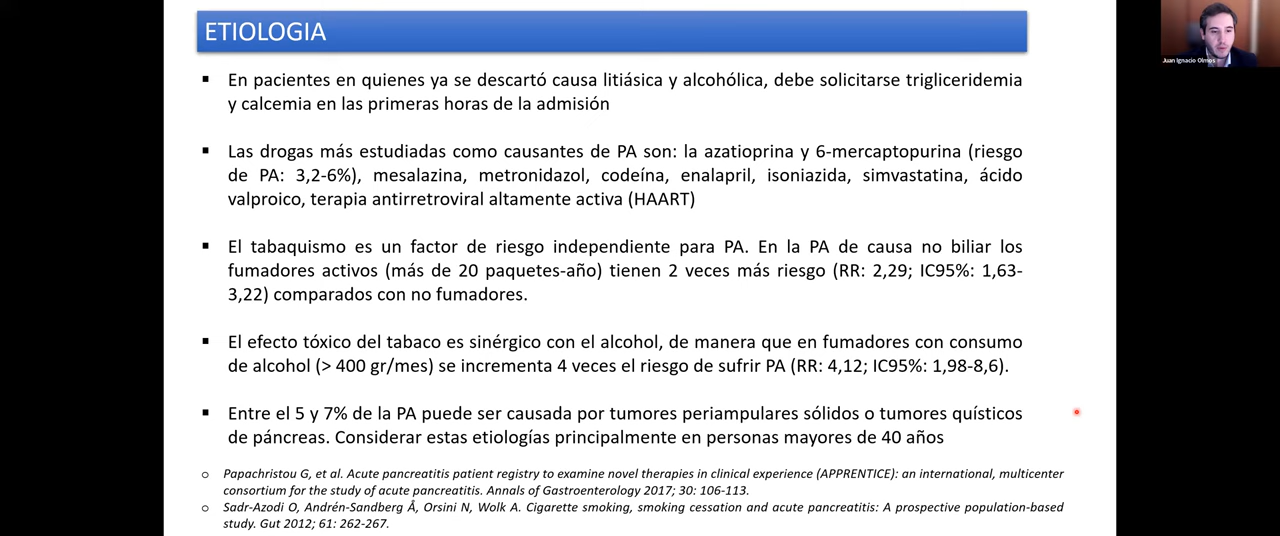 ETIOLOGIA
Juan Ignacio Olmos
▪ En pacientes en quienes ya se descartó causa litiásica y alcohólica, debe solicitarse trigliceridemia
y calcemia en las primeras horas de la admisión
▪ Las drogas más estudiadas como causantes de PA son: la azatioprina y 6-mercaptopurina (riesgo
de PA: 3,2-6%), mesalazina, metronidazol, codeína, enalapril, isoniazida, simvastatina, ácido
valproico, terapia antirretroviral altamente activa (HAART)
▪ El tabaquismo es un factor de riesgo independiente para PA. En la PA de causa no biliar los
fumadores activos (más de 20 paquetes-año) tienen 2 veces más riesgo (RR: 2,29; IC95%: 1,63-
3,22) comparados con no fumadores.
▪ El efecto tóxico del tabaco es sinérgico con el alcohol, de manera que en fumadores con consumo
de alcohol (> 400 gr/mes) se incrementa 4 veces el riesgo de sufrir PA (RR: 4,12; IC95%: 1,98-8,6).
▪ Entre el 5 y 7% de la PA puede ser causada por tumores periampulares sólidos o tumores quísticos
de páncreas. Considerar estas etiologías principalmente en personas mayores de 40 años
o Papachristou G, et al. Acute pancreatitis patient registry to examine novel therapies in clinical experience (APPRENTICE): an international, multicenter
consortium for the study of acute pancreatitis. Annals of Gastroenterology 2017; 30: 106-113.
o Sadr-Azodi O, Andrén-Sandberg Å, Orsini N, Wolk A. Cigarette smoking, smoking cessation and acute pancreatitis: A prospective population-based
study. Gut 2012; 61: 262-267.